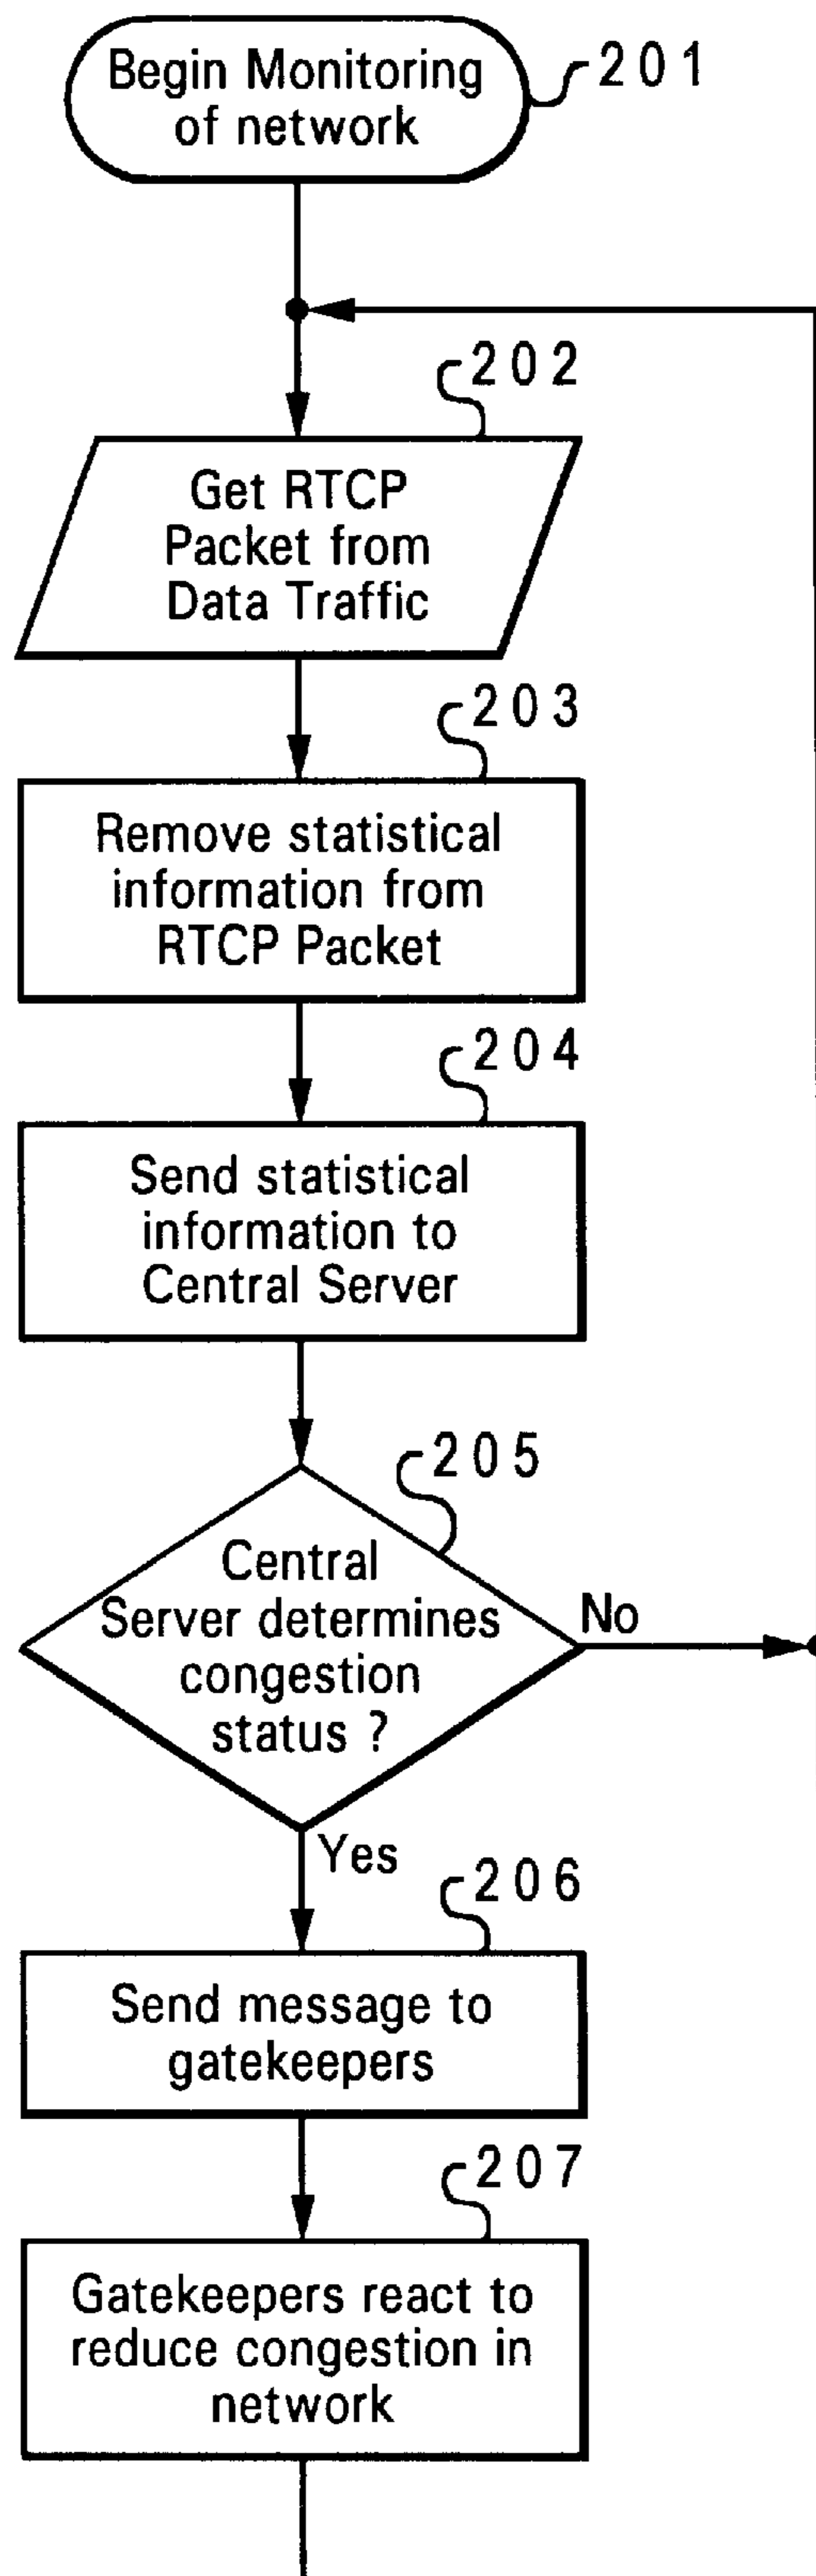 Begin Monitoring
of network
201
202
Get RTCP
Packet from
Data Traffic
203
Remove statistical
information from
RTCP Packet
204
Send statistical
information to
Central Server
205
Central
Server determines
congestion
status ?
No
Yes
206
Send message to
gatekeepers
207
Gatekeepers react to
reduce congestion in
network